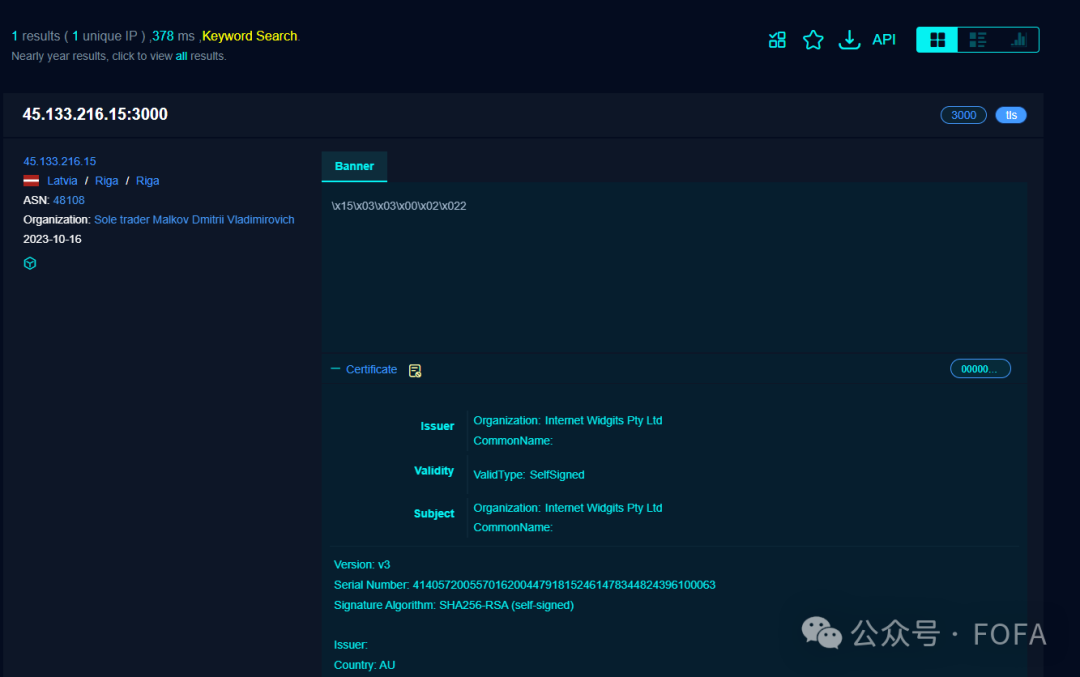 1 results ( 1 unique IP ) ,378 ms ,Keyword Search.
Nearly year results, click to view all results.
API
45.133.216.15:3000
3000
tls
45.133.216.15
Latvia / Riga / Riga
ASN: 48108
Organization: Sole trader Malkov Dmitrii Vladimirovich
2023-10-16
Banner
\x15\x03\x03\x00\x02\x022
Certificate
00000...
Issuer
Organization: Internet Widgits Pty Ltd
CommonName:
Validity
ValidType: SelfSigned
Subject
Organization: Internet Widgits Pty Ltd
CommonName:
Version: v3
Serial Number: 414057200557016200447918152461478344824396100063
Signature Algorithm: SHA256-RSA (self-signed)
Issuer:
Country: AU
公众号 · FOFA